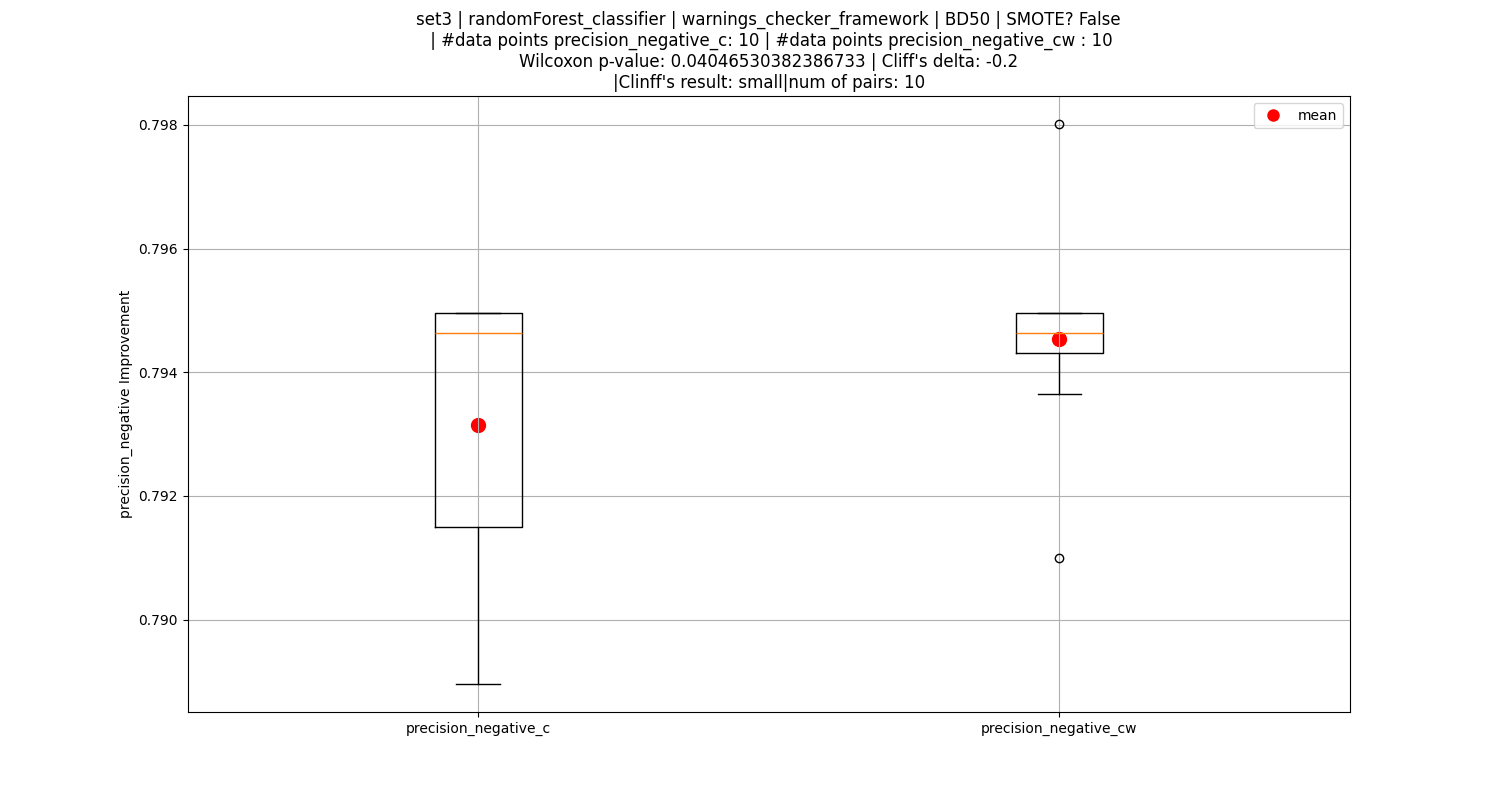 set3 | randomForest_classifier | warnings_checker_framework | BD50 | SMOTE? False
| #data points precision_negative_c: 10 | #data points precision_negative_cw : 10
Wilcoxon p-value: 0.04046530382386733 | Cliff's delta: -0.2
|Clinff's result: small|num of pairs: 10
mean
0.798
0.796
0.794
0.792
0.790
precision_negative Improvement
precision_negative_c
precision_negative_cw